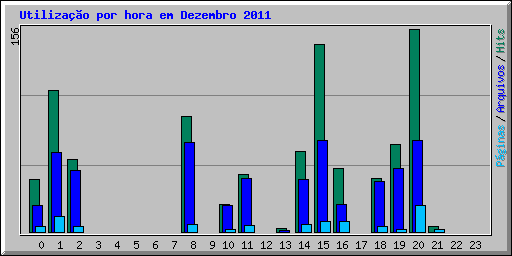 Utilização por hora em Dezembro 2011
156
Páginas / Arquivos / Hits
0 1 2 3 4 5 6 7 8 9 10 11 12 13 14 15 16 17 18 19 20 21 22 23